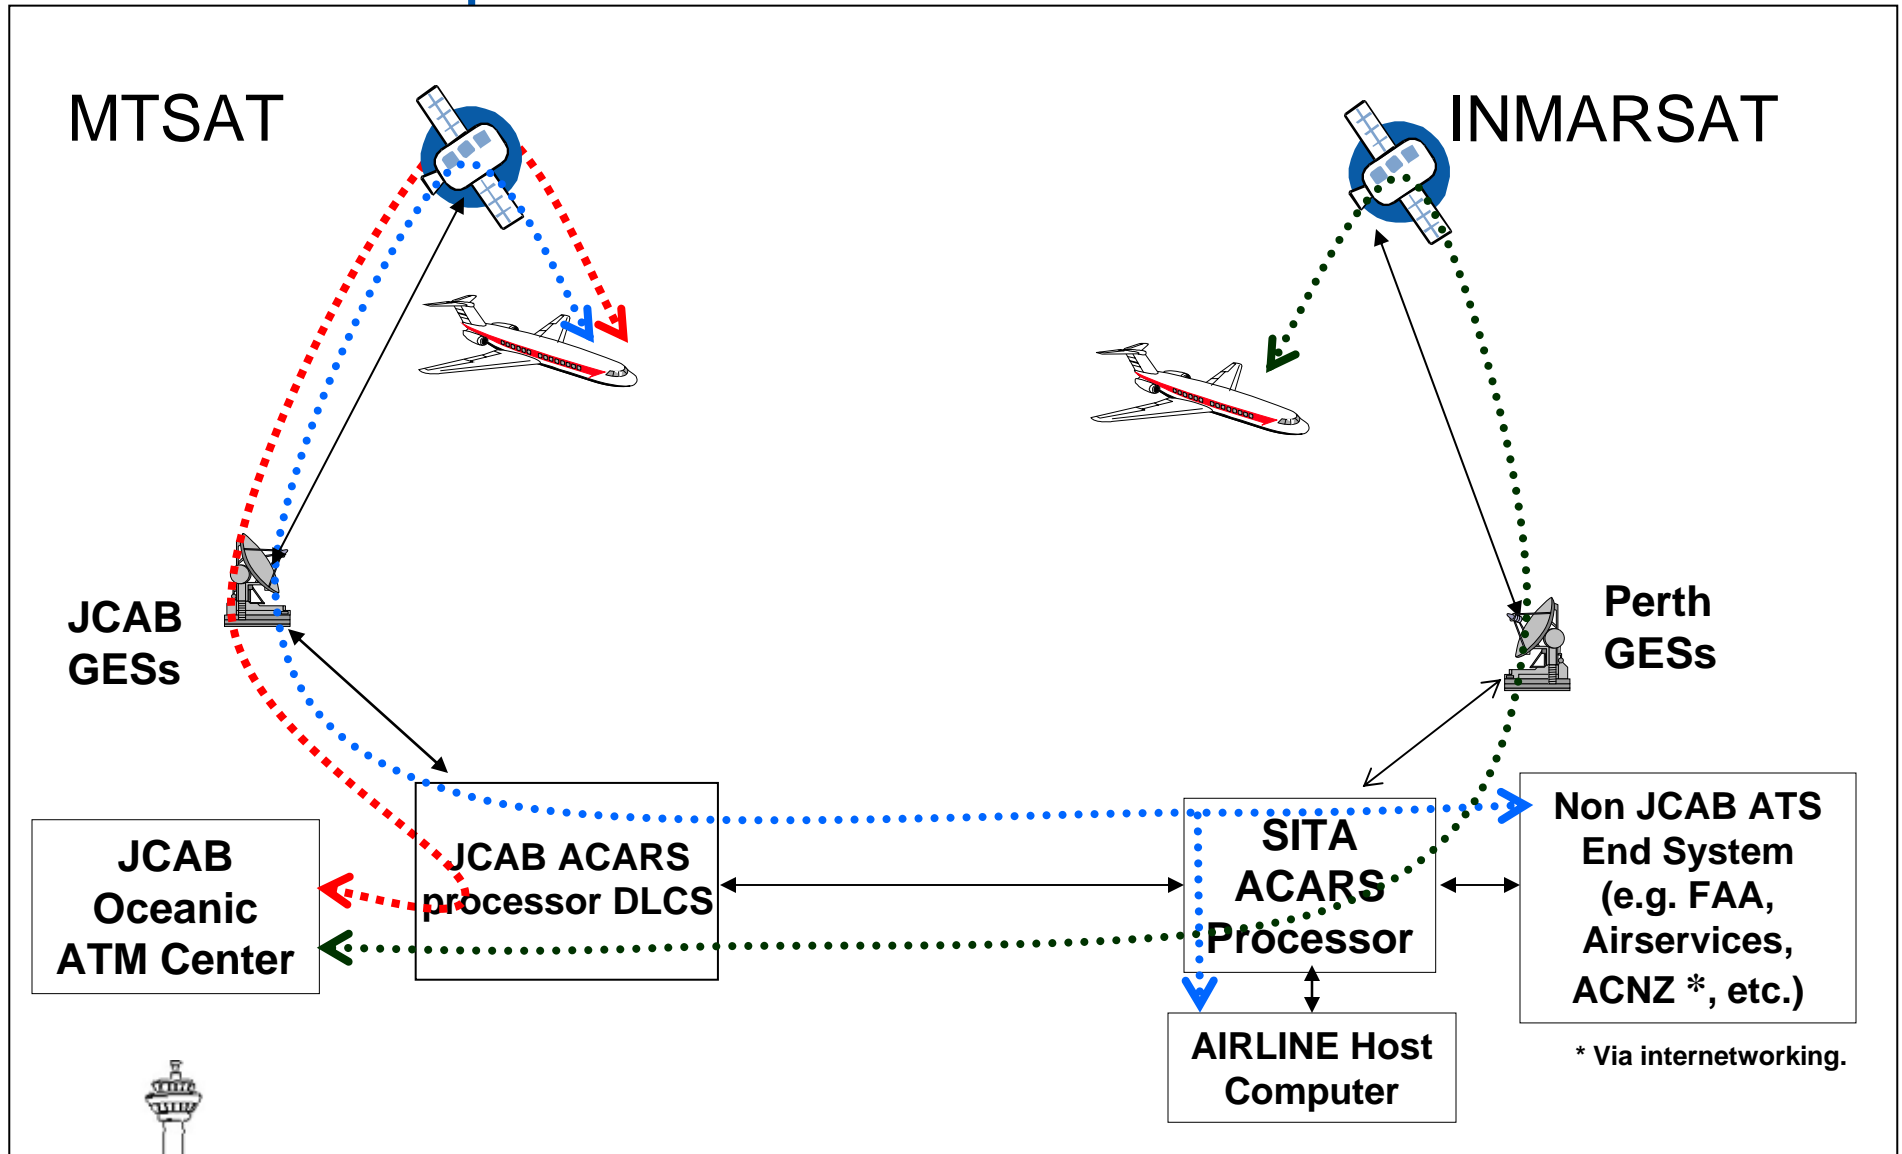 MTSAT
INMARSAT
JCAB
GESs
Perth
GESs
JCAB
Oceanic
ATM Center
JCAB ACARS
processor DLCS
SITA
ACARS
Processor
Non JCAB ATS
End System
(e.g. FAA,
Airservices,
ACNZ *, etc.)
AIRLINE Host
Computer
* Via internetworking.